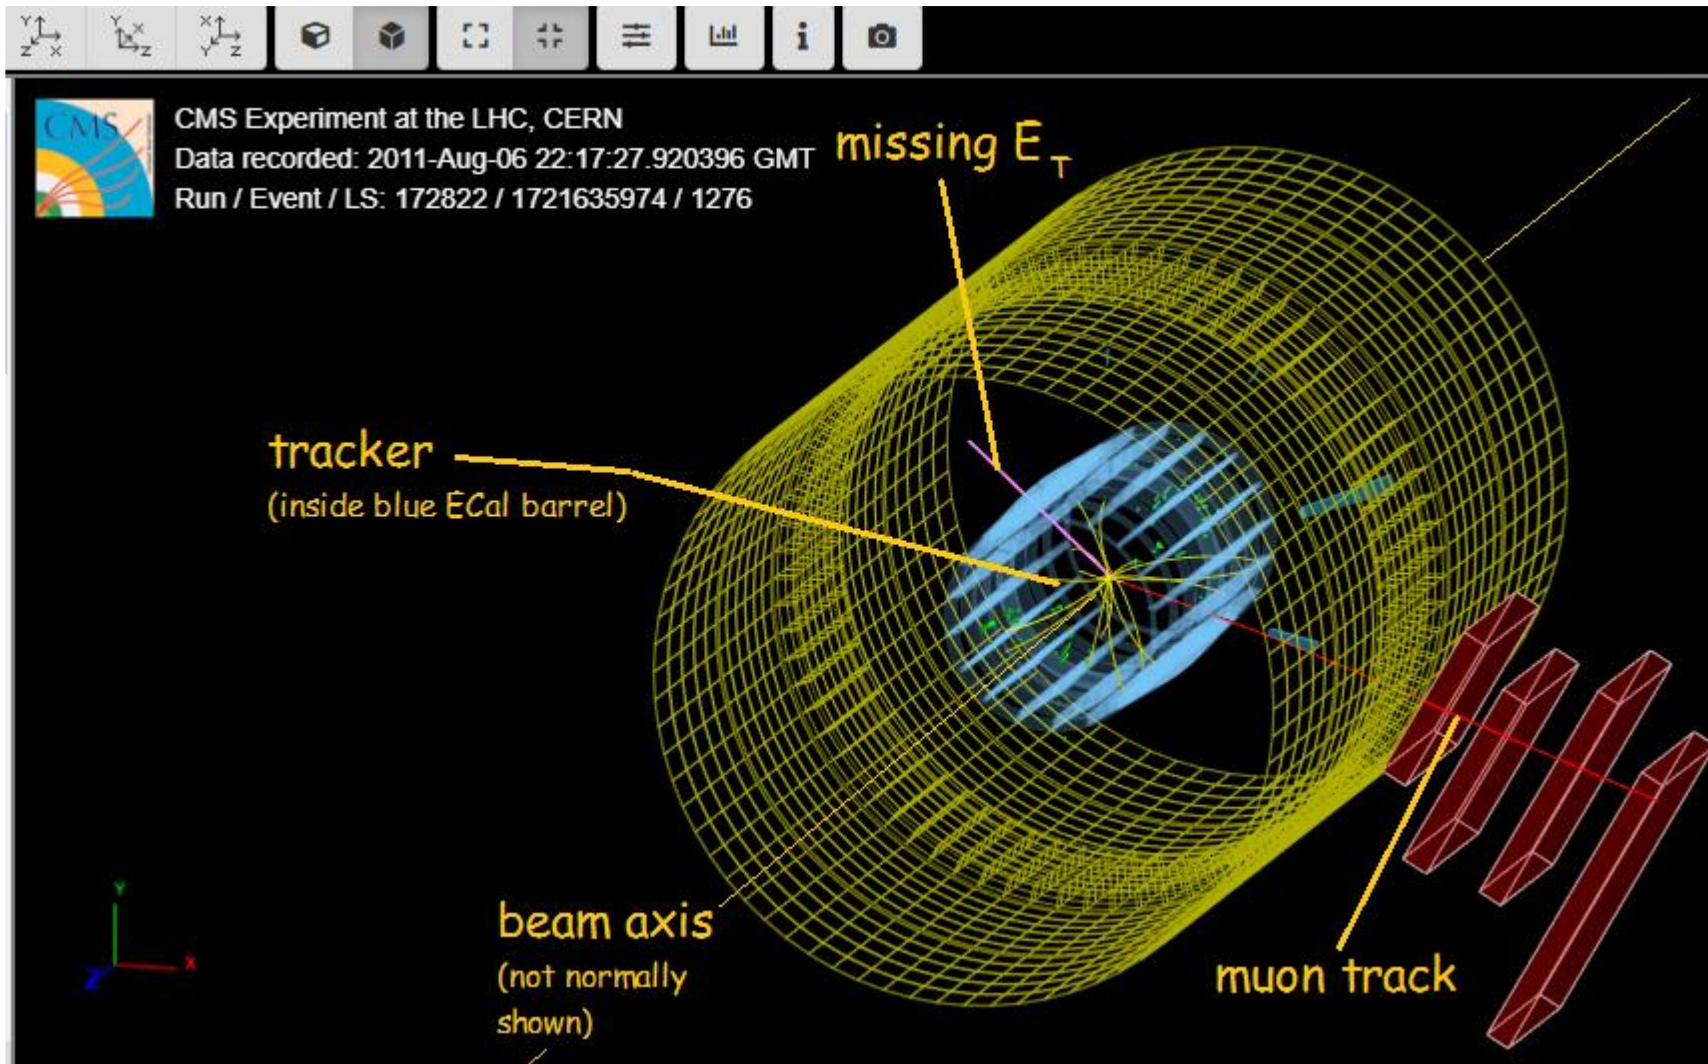 Y
Z X
Y X
Z
X
Y Z
CMS
CMS Experiment at the LHC, CERN
Data recorded: 2011-Aug-06 22:17:27.920396 GMT
Run / Event / LS: 172822 / 1721635974 / 1276
missing E T
tracker
(inside blue ECal barrel)
beam axis
(not normally
shown)
muon track
Y
Z X